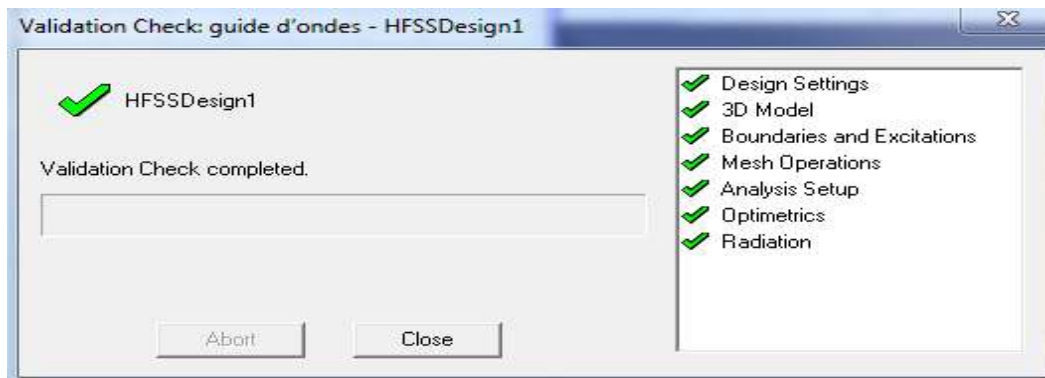 Validation Check: guide d'ondes - HFSSDesign1
HFSSDesign1
Validation Check completed.
Abort
Close
Design Settings
3D Model
Boundaries and Excitations
Mesh Operations
Analysis Setup
Optimetrics
Radiation